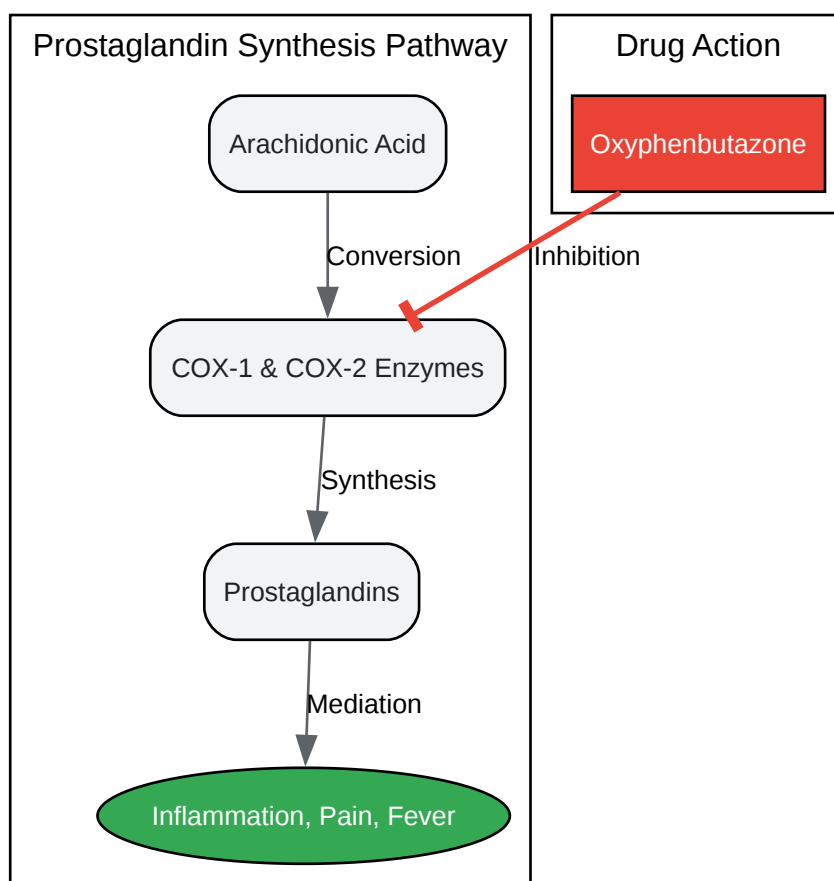 Prostaglandin Synthesis Pathway
Drug Action
Arachidonic Acid
Oxyphenbutazone
Conversion
Inhibition
COX-1 & COX-2 Enzymes
Synthesis
Prostaglandins
Mediation
Inflammation, Pain, Fever